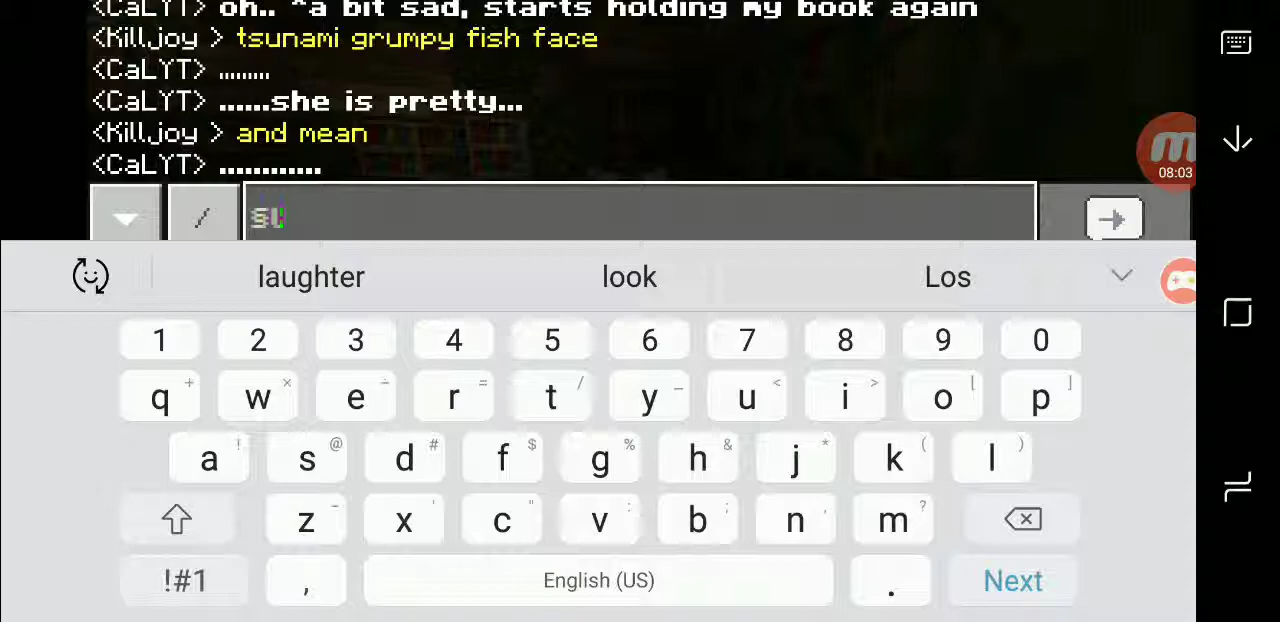 <CaLYT> oh.. *a bit sad, starts holding my book again
<Killjoy > tsunami grumpy fish face
<CaLYT> .........
<CaLYT> ......she is pretty...
<Killjoy > and mean
<CaLYT> ............
08:03
/ §l
laughter look Los
1 2 3 4 5 6 7 8 9 0
q + w × e r = t / y _ u < i > o [ p ]
a ! s @ d # f $ g % h & j * k ( l )
z - x ' c " v : b ; n , m ?
!#1 , English (US) . Next